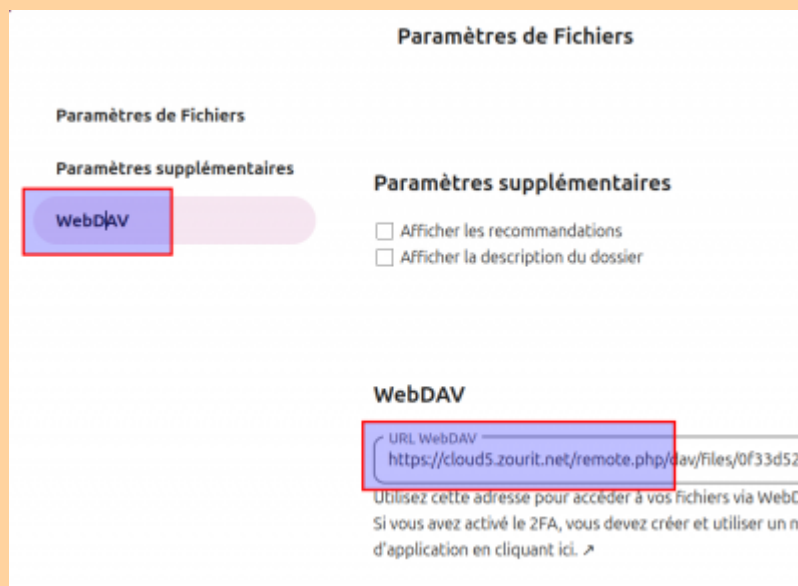 Paramètres de Fichiers
Paramètres de Fichiers
Paramètres supplémentaires
WebDAV
Paramètres supplémentaires
Afficher les recommandations
Afficher la description du dossier
WebDAV
URL WebDAV
https://cloud5.zourit.net/remote.php/dav/files/0f33d52
Utilisez cette adresse pour accéder à vos fichiers via
Si vous avez activé le 2FA, vous devez créer et utiliser un
d'application en cliquant ici. ↗